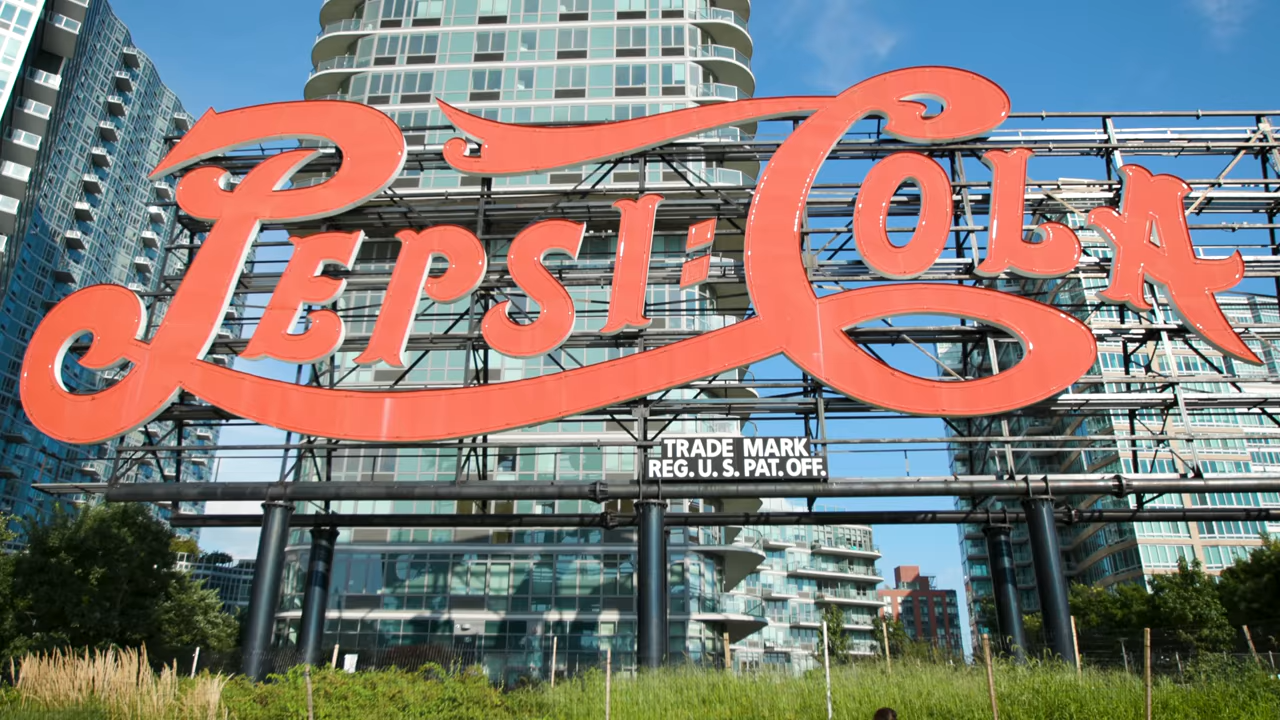 PEPSI-COLA
TRADE MARK
REG. U. S. PAT. OFF.